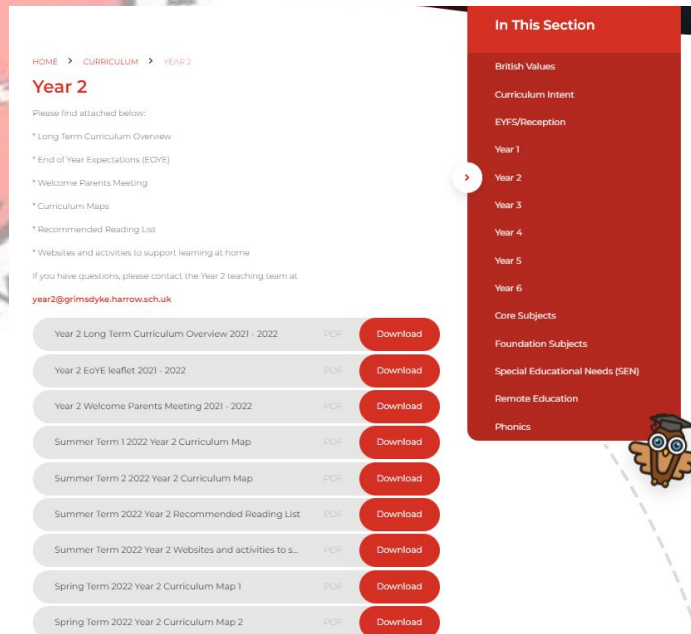 HOME > CURRICULUM > YEAR 2
Year 2
Please find attached below:
* Long Term Curriculum Overview
* End of Year Expectations (EOYE)
* Welcome Parents Meeting
* Curriculum Maps
* Recommended Reading List
* Websites and activities to support learning at home
If you have questions, please contact the Year 2 teaching team at
year2@grimsdyke.harrow.sch.uk
Year 2 Long Term Curriculum Overview 2021 - 2022 PDF Download
Year 2 EoYE leaflet 2021 - 2022 PDF Download
Year 2 Welcome Parents Meeting 2021 - 2022 PDF Download
Summer Term 1 2022 Year 2 Curriculum Map PDF Download
Summer Term 2 2022 Year 2 Curriculum Map PDF Download
Summer Term 2022 Year 2 Recommended Reading List PDF Download
Summer Term 2022 Year 2 Websites and activities to s... PDF Download
Spring Term 2022 Year 2 Curriculum Map 1 PDF Download
Spring Term 2022 Year 2 Curriculum Map 2 PDF Download
In This Section
British Values
Curriculum Intent
EYFS/Reception
Year 1
Year 2
Year 3
Year 4
Year 5
Year 6
Core Subjects
Foundation Subjects
Special Educational Needs (SEN)
Remote Education
Phonics